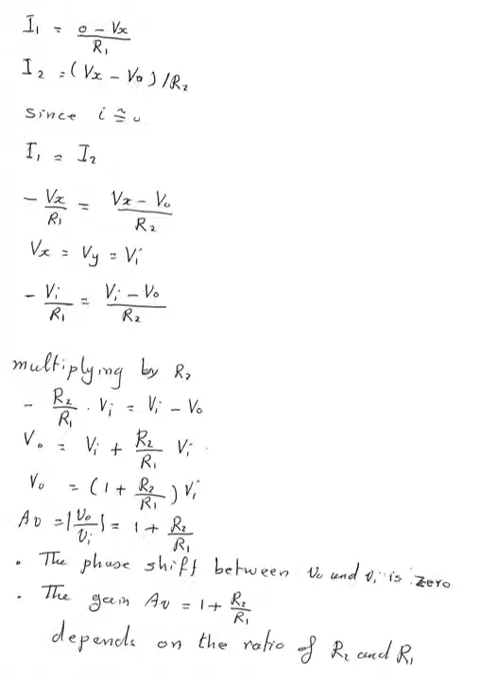 I₁ = (0 - Vx) / R₁
I₂ = (Vx - Vo) / R₂
since i ≅ 0
I₁ = I₂
- Vx/R₁ = (Vx - Vo)/R₂
Vx = Vy = Vi
- Vi/R₁ = (Vi - Vo)/R₂
multiplying by R₂
- R₂/R₁ . Vi = Vi - Vo
Vo = Vi + R₂/R₁ Vi
Vo = (1 + R₂/R₁) Vi
Av = |Vo/Vi| = 1 + R₂/R₁
. The phase shift between Vo and Vi is zero
. The gain Av = 1 + R₂/R₁
depends on the ratio of R₂ and R₁